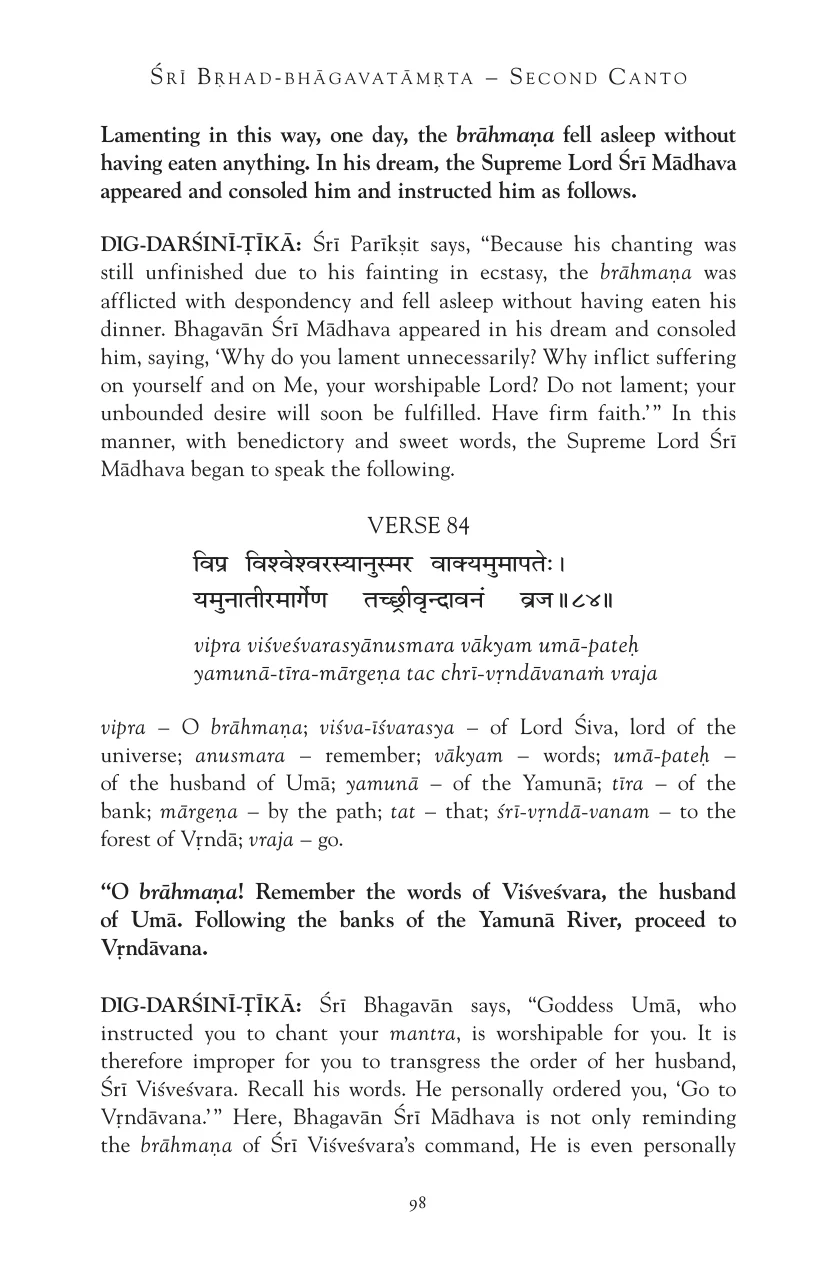 Śrī Bṛhad-bhāgavatāmṛta – Second Canto
Lamenting in this way, one day, the brāhmaṇa fell asleep without
having eaten anything. In his dream, the Supreme Lord Śrī Mādhava
appeared and consoled him and instructed him as follows.
DIG-DARŚINĪ-ṬĪKĀ: Śrī Parīkṣit says, “Because his chanting was
still unfinished due to his fainting in ecstasy, the brāhmaṇa was
afflicted with despondency and fell asleep without having eaten his
dinner. Bhagavān Śrī Mādhava appeared in his dream and consoled
him, saying, ‘Why do you lament unnecessarily? Why inflict suffering
on yourself and on Me, your worshipable Lord? Do not lament; your
unbounded desire will soon be fulfilled. Have firm faith.’” In this
manner, with benedictory and sweet words, the Supreme Lord Śrī
Mādhava began to speak the following.
VERSE 84
विप्र विश्वेश्वरस्यानुस्मर वाक्यमुमापतेः।
यमुनातीरमार्गेण तच्छ्रीवृन्दावनं व्रज॥८४॥
vipra viśveśvarasyānusmara vākyam umā-pateḥ
yamunā-tīra-mārgeṇa tac chrī-vṛndāvanaṁ vraja
vipra – O brāhmaṇa; viśva-īśvarasya – of Lord Śiva, lord of the
universe; anusmara – remember; vākyam – words; umā-pateḥ –
of the husband of Umā; yamunā – of the Yamunā; tīra – of the
bank; mārgeṇa – by the path; tat – that; śrī-vṛndā-vanam – to the
forest of Vṛndā; vraja – go.
“O brāhmaṇa! Remember the words of Viśveśvara, the husband
of Umā. Following the banks of the Yamunā River, proceed to
Vṛndāvana.
DIG-DARŚINĪ-ṬĪKĀ: Śrī Bhagavān says, “Goddess Umā, who
instructed you to chant your mantra, is worshipable for you. It is
therefore improper for you to transgress the order of her husband,
Śrī Viśveśvara. Recall his words. He personally ordered you, ‘Go to
Vṛndāvana.’” Here, Bhagavān Śrī Mādhava is not only reminding
the brāhmaṇa of Śrī Viśveśvara’s command, He is even personally
98